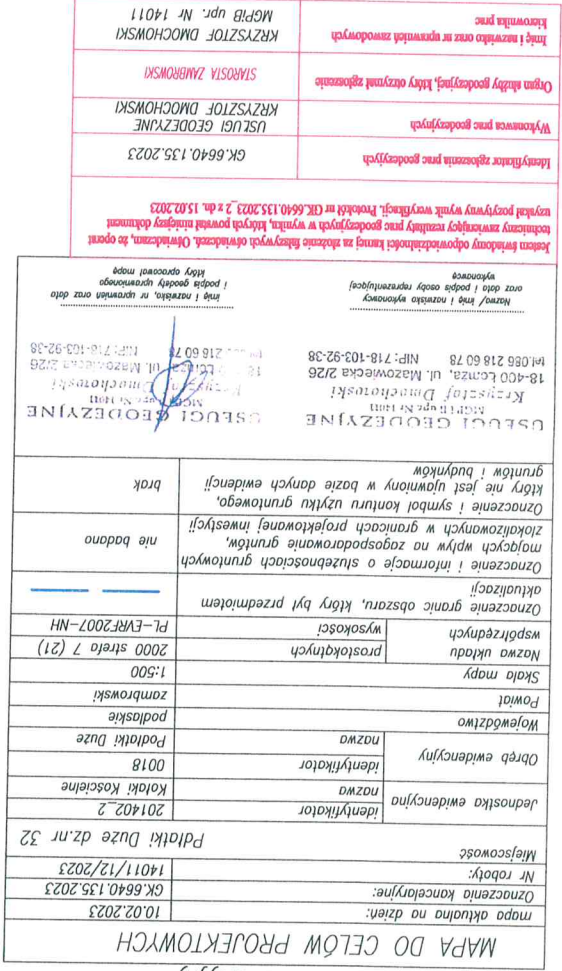 MAPA DO CELÓW PROJEKTOWYCH
mapa aktualna na dzień: 10.02.2023
Oznaczenia kancelaryjne: GK.6640.135.2023
Nr roboty: 14011/12/2023
Miejscowość
Pdłatki Duże dz.nr 32
Jednostka ewidencyjna identyfikator 201402_2
nazwa Kołaki Kościelne
Obręb ewidencyjny identyfikator 0018
nazwa Podłatki Duże
Województwo podlaskie
Powiat zambrowski
Skala mapy 1:500
Nazwa układu współrzędnych prostokątnych 2000 strefa 7 (21)
wysokości PL-EVRF2007-NH
Oznaczenie granic obszaru, który był przedmiotem
aktualizacji
Oznaczenie i informacje o służebnościach gruntowych
mających wpływ na zagospodarowanie gruntów,
zlokalizowanych w granicach projektowanej inwestycji
nie badano
Oznaczenie i symbol konturu użytku gruntowego,
który nie jest ujawniony w bazie danych ewidencji
gruntów i budynków
brak
USŁUGI GEODEZYJNE
MGPiB upr. Nr 14011
Krzysztof Dmochowski
18-400 Łomża, ul. Mazowiecka 2/26
tel.086 218 60 78 NIP: 718-103-92-38
Nazwa/ imię i nazwisko wykonawcy
oraz data i podpis osoby reprezentującej
wykonawcę
USŁUGI GEODEZYJNE
Dmochowski
Łomża, ul. Mazowiecka 2/26
218 60 78 NIP: 718-103-92-38
imię i nazwisko, nr uprawnień oraz data
i podpis geodety uprawnionego
który opracował mapę
Jestem świadomy odpowiedzialności karnej za złożenie fałszywych oświadczeń. Oświadczam, że operat
techniczny zawierający rezultaty prac geodezyjnych w wyniku, których powstał niniejszy dokument
uzyskał pozytywny wynik weryfikacji. Protokół nr GK.6640.135.2023_2 z dn. 15.02.2023
Identyfikator zgłoszenia prac geodezyjnych GK.6640.135.2023
Wykonawca prac geodezyjnych
USŁUGI GEODEZYJNE
KRZYSZTOF DMOCHOWSKI
Organ służby geodezyjnej, który otrzymał zgłoszenie STAROSTA ZAMBROWSKI
Imię i nazwisko oraz nr uprawnień zawodowych
kierownika prac
KRZYSZTOF DMOCHOWSKI
MGPiB upr. Nr 14011